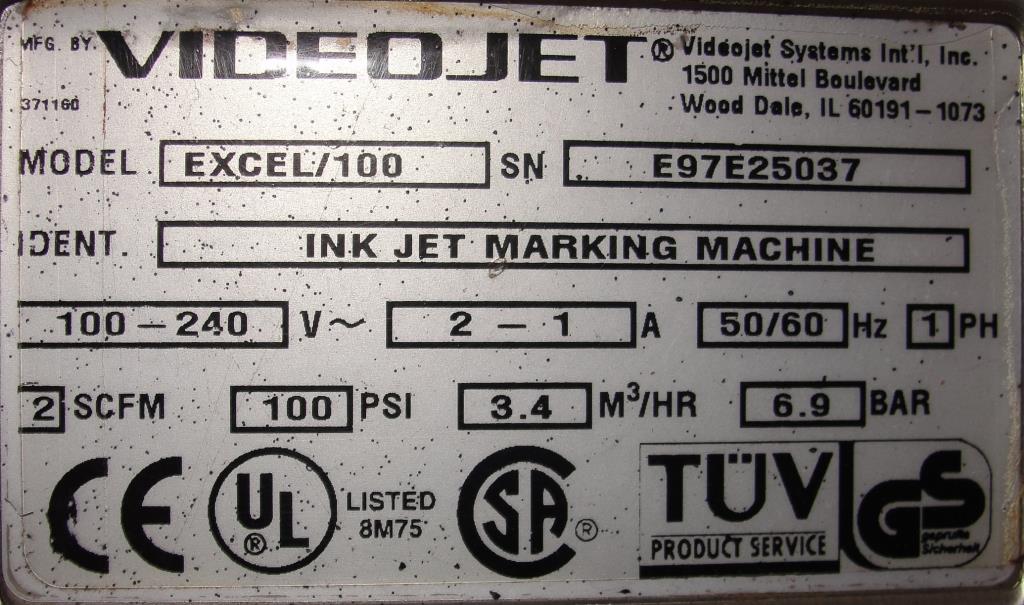 MFG. BY. VIDEOJET® Videojet Systems Int'l, Inc.
1500 Mittel Boulevard
371160 Wood Dale, IL 60191-1073
MODEL EXCEL/100 SN E97E25037
IDENT. INK JET MARKING MACHINE
100-240 V~ 2 - 1 A 50/60 Hz 1 PH
2 SCFM 100 PSI 3.4 M³/HR 6.9 BAR
CE UL® LISTED 8M75 SA® TÜV PRODUCT SERVICE GS geprüfte Sicherheit